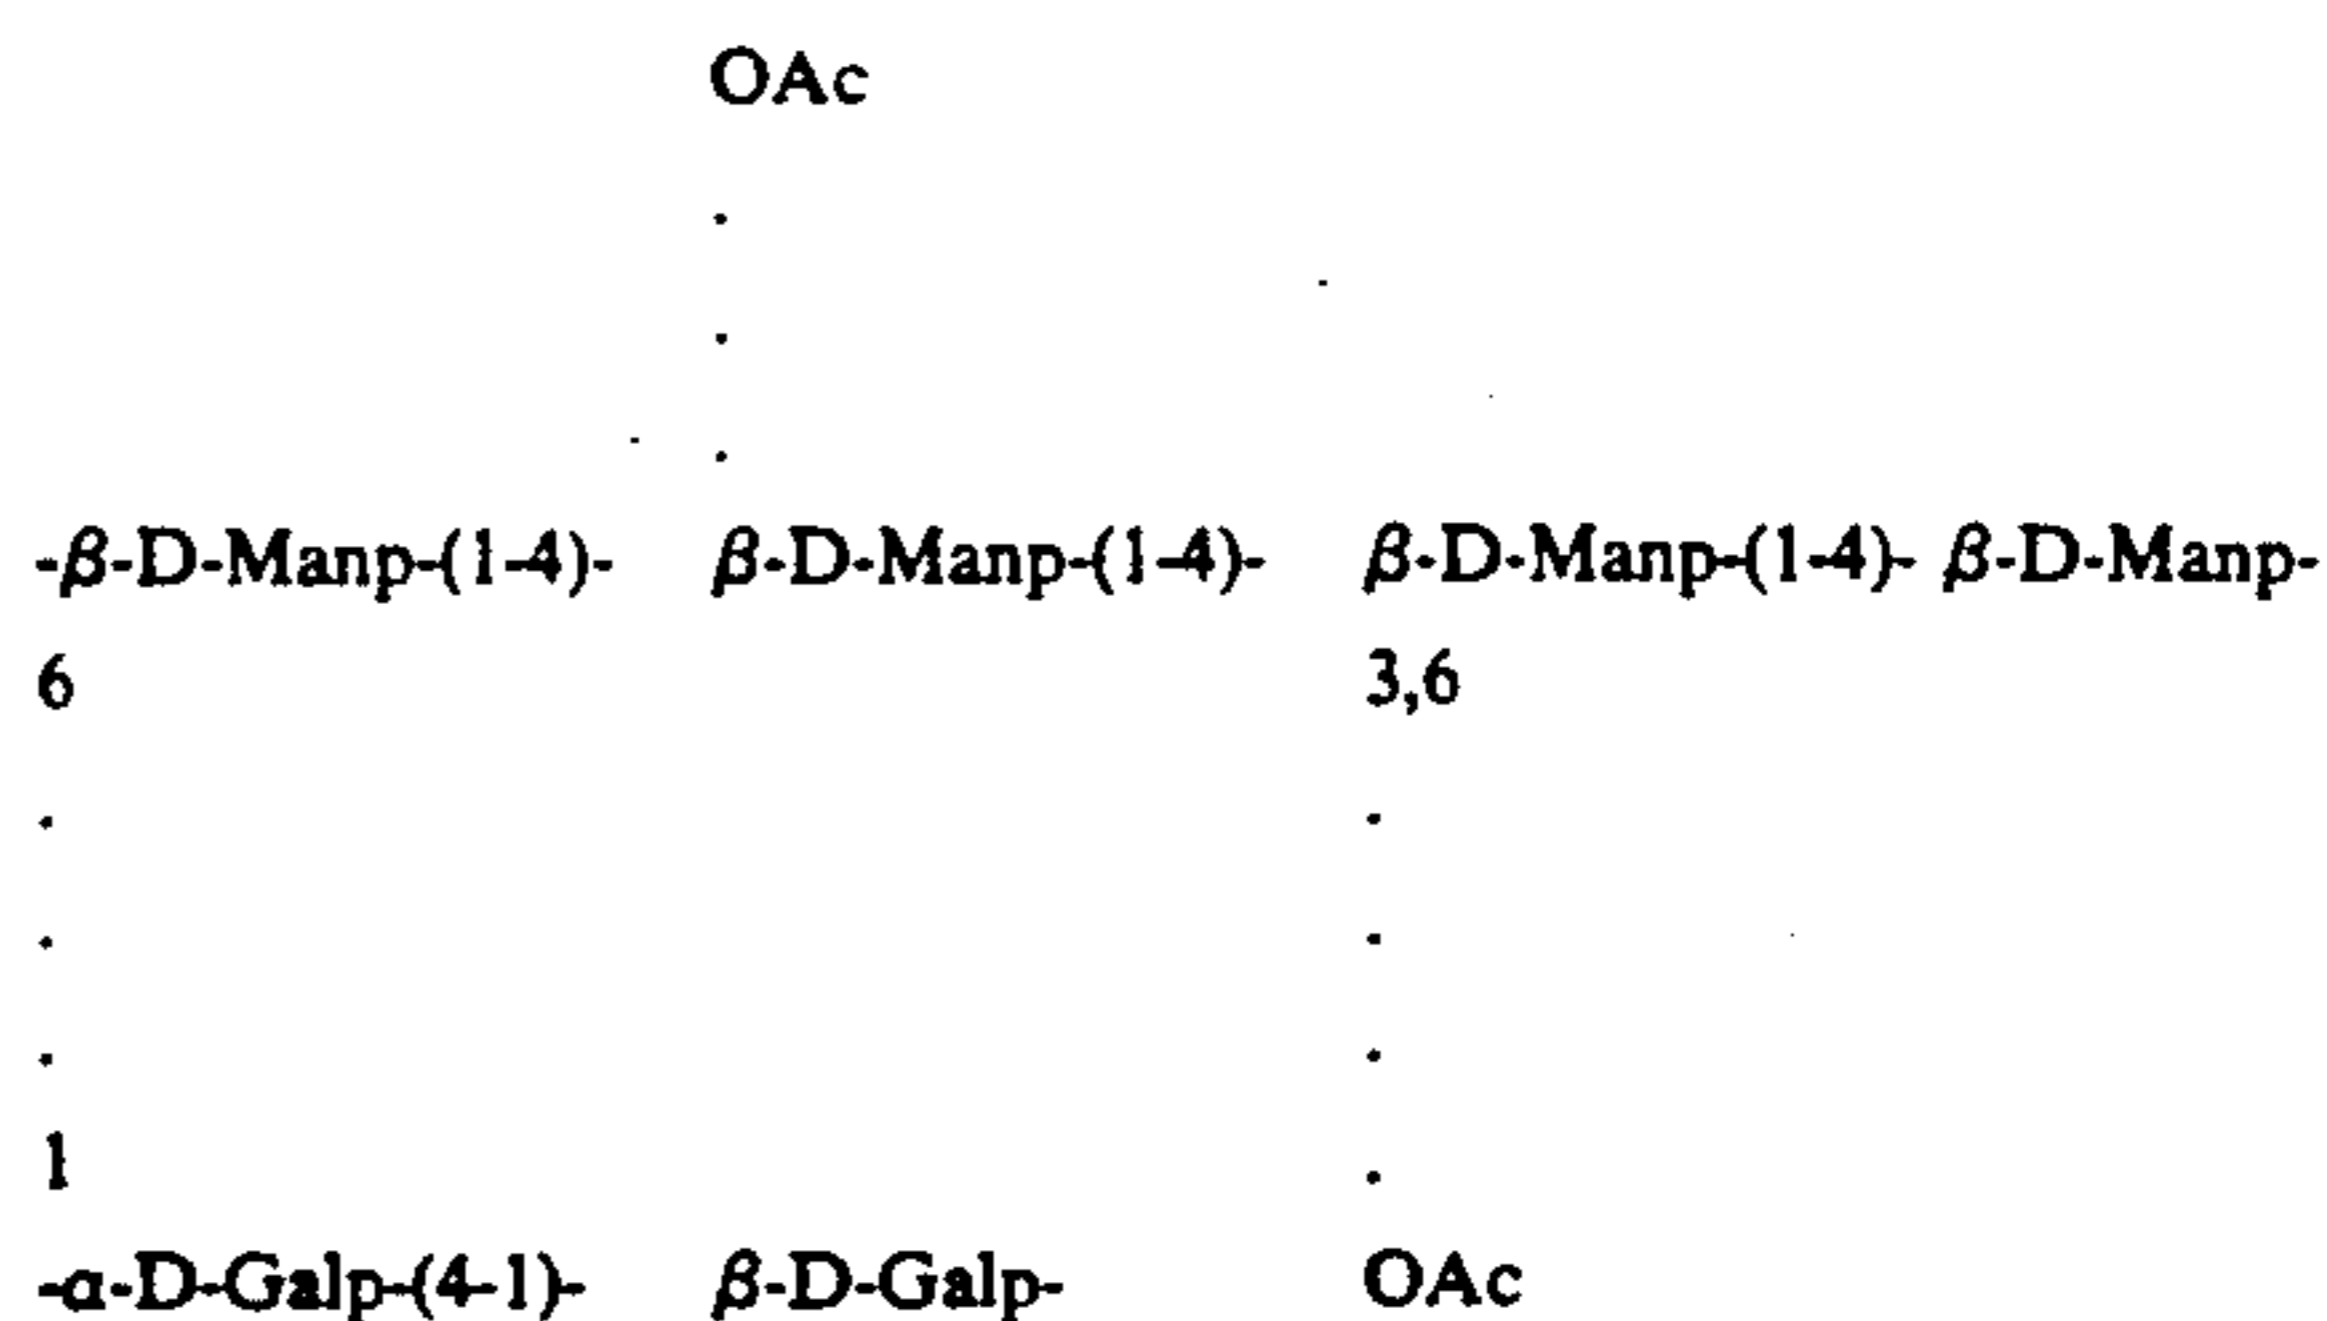 OAc
-β-D-Manp-(1-4)- β-D-Manp-(1-4)- β-D-Manp-(1-4)- β-D-Manp-
6 3,6
1
-α-D-Galp-(4-1)- β-D-Galp- OAc